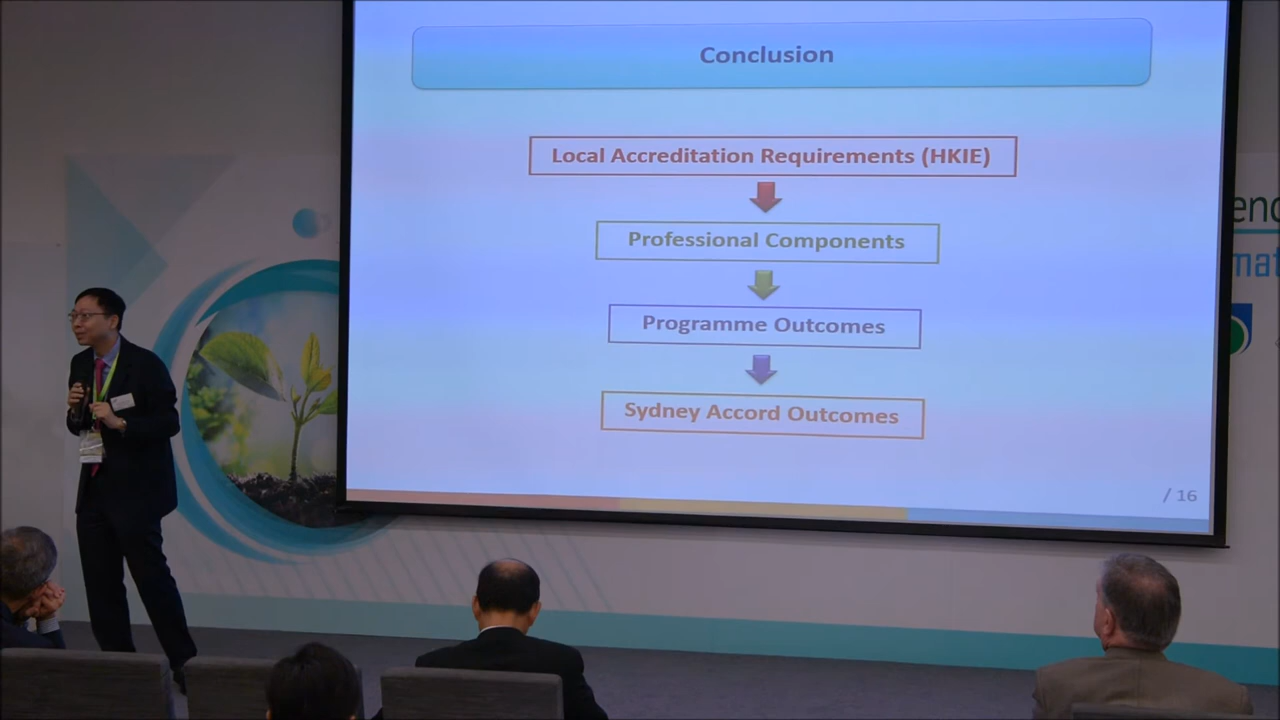 Conclusion
Local Accreditation Requirements (HKIE)
Professional Components
Programme Outcomes
Sydney Accord Outcomes
/ 16